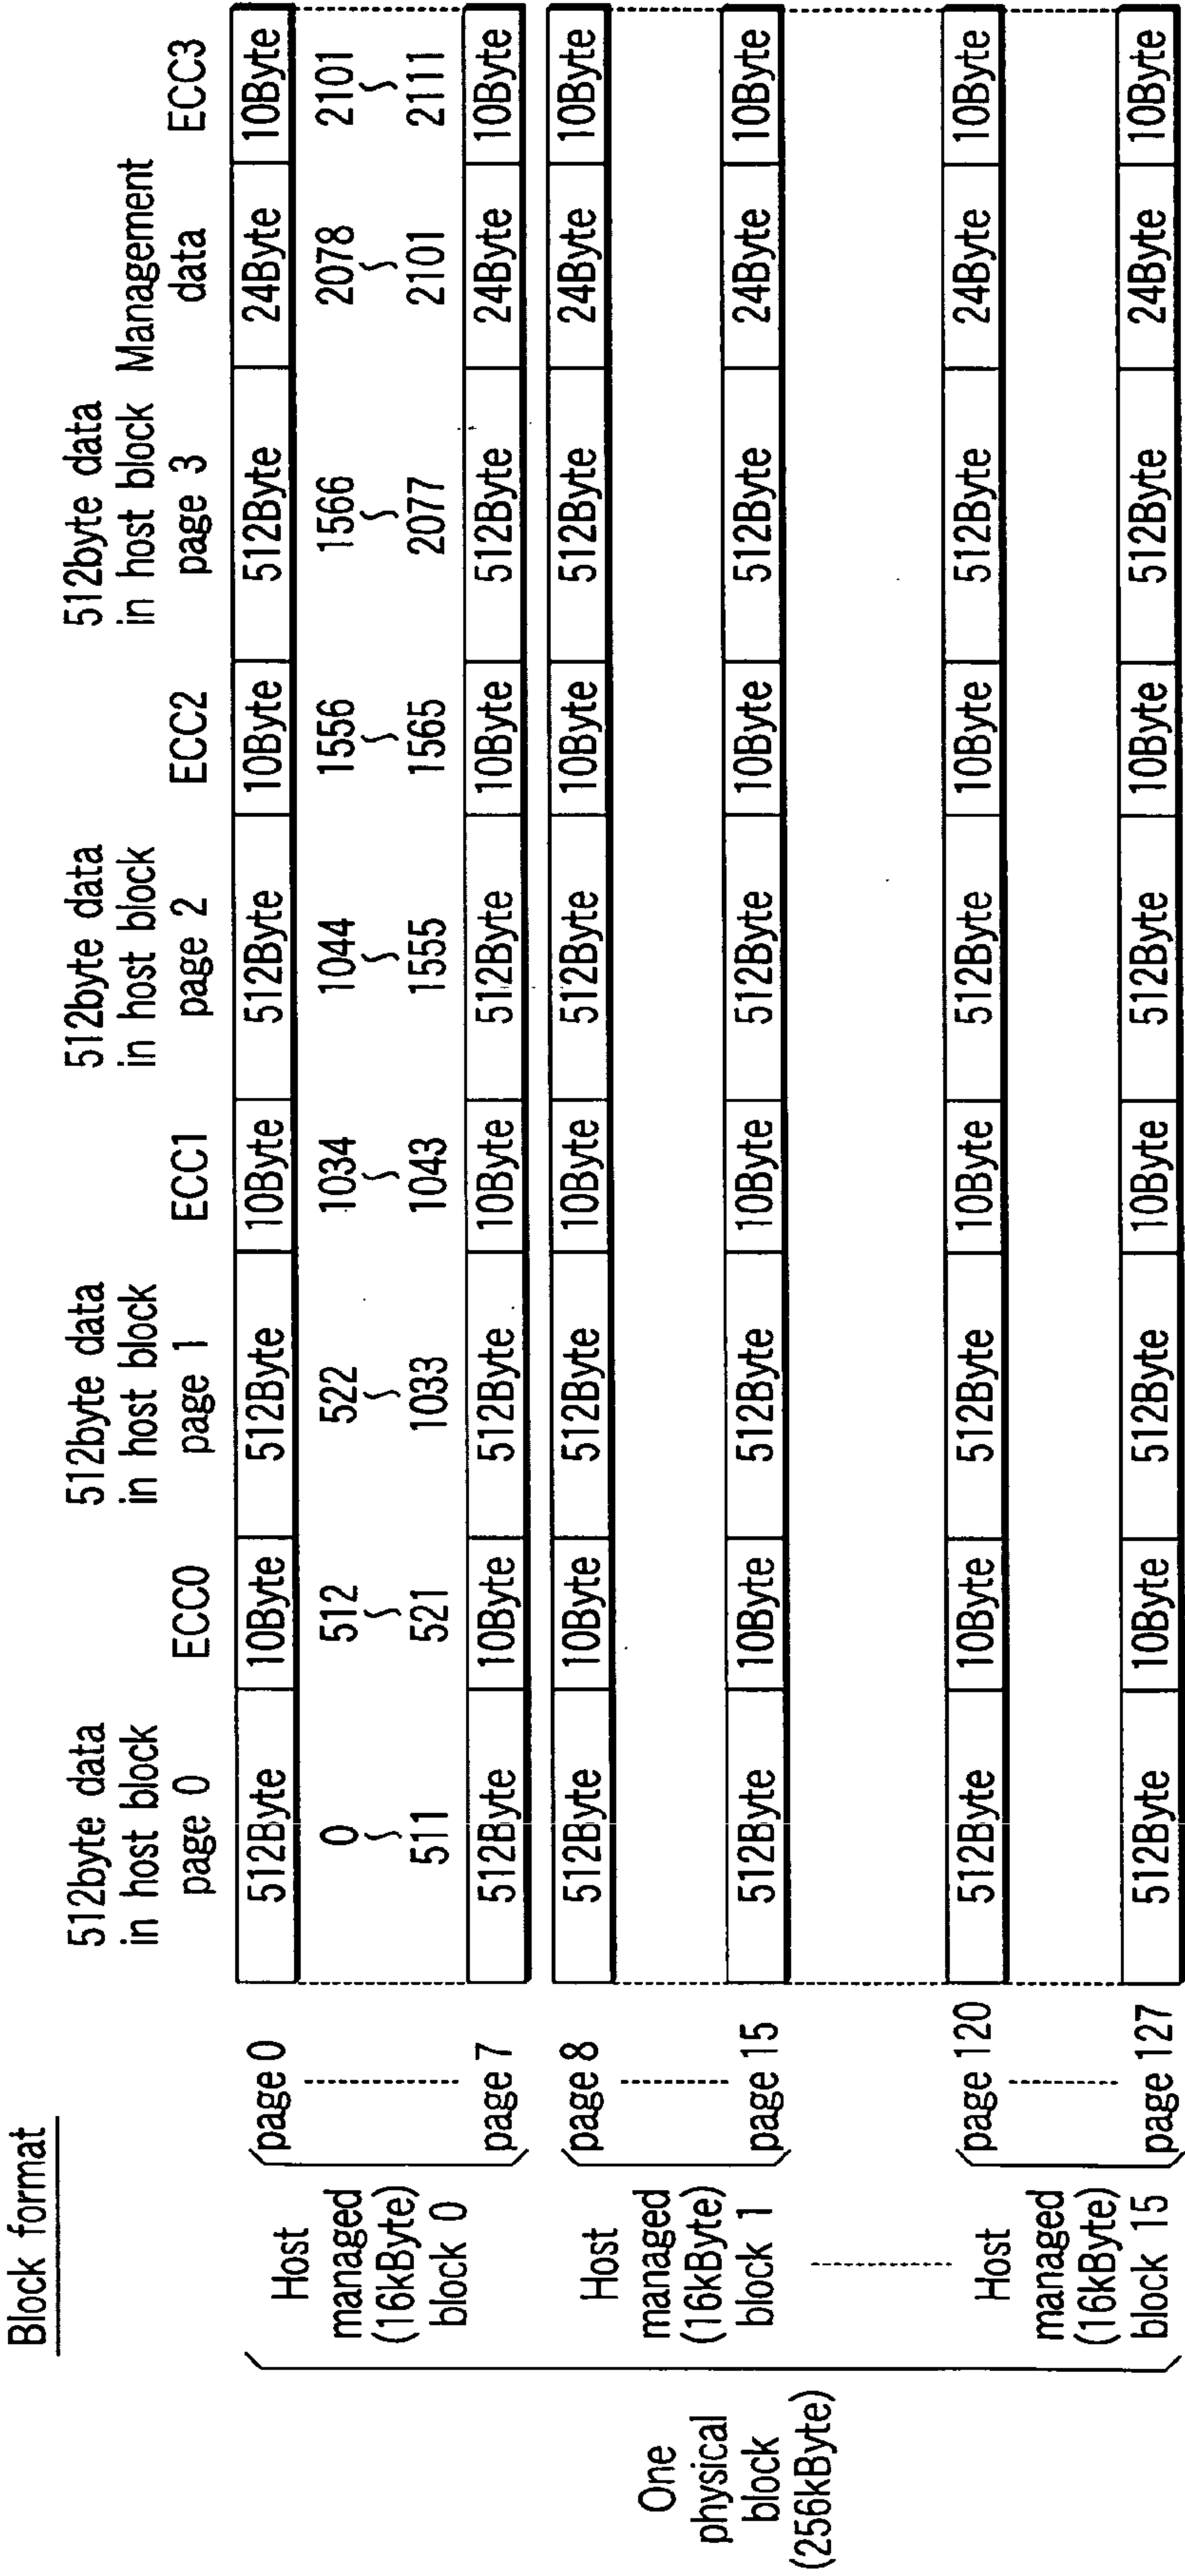 Block format
512byte data
in host block
page 0
ECC0
512byte data
in host block
page 1
ECC1
512byte data
in host block
page 2
ECC2
512byte data
in host block
page 3
Management
data
ECC3
One
physical
block
(256kByte)
Host
managed
(16kByte)
block 0
page 0
512Byte 10Byte 512Byte 10Byte 512Byte 10Byte 512Byte 24Byte 10Byte
0 512 522 1034 1044 1556 1566 2078 2101
~ ~ ~ ~ ~ ~ ~ ~ ~
511 521 1033 1043 1555 1565 2077 2101 2111
page 7
512Byte 10Byte 512Byte 10Byte 512Byte 10Byte 512Byte 24Byte 10Byte
Host
managed
(16kByte)
block 1
page 8
512Byte 10Byte 512Byte 10Byte 512Byte 10Byte 512Byte 24Byte 10Byte
page 15
512Byte 10Byte 512Byte 10Byte 512Byte 10Byte 512Byte 24Byte 10Byte
Host
managed
(16kByte)
block 15
page 120
512Byte 10Byte 512Byte 10Byte 512Byte 10Byte 512Byte 24Byte 10Byte
page 127
512Byte 10Byte 512Byte 10Byte 512Byte 10Byte 512Byte 24Byte 10Byte